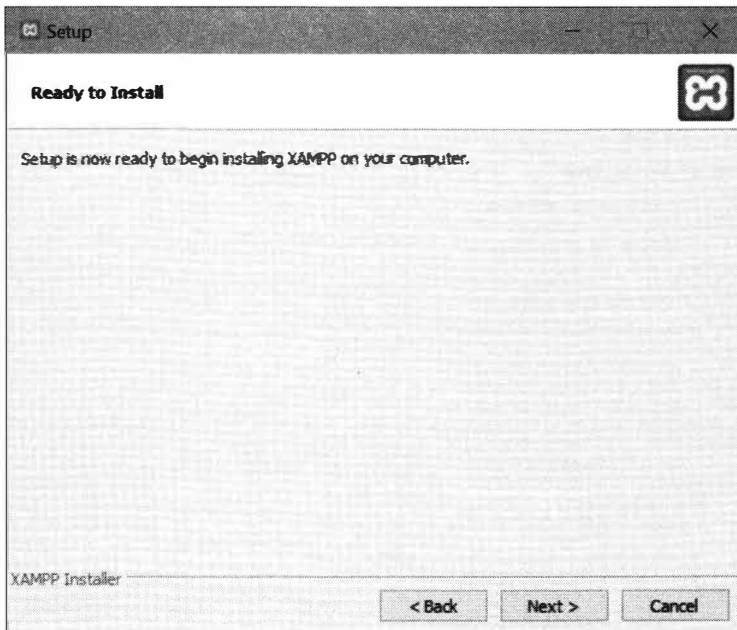 Setup
Ready to Install
Setup is now ready to begin installing XAMPP on your computer.
XAMPP Installer
< Back Next > Cancel